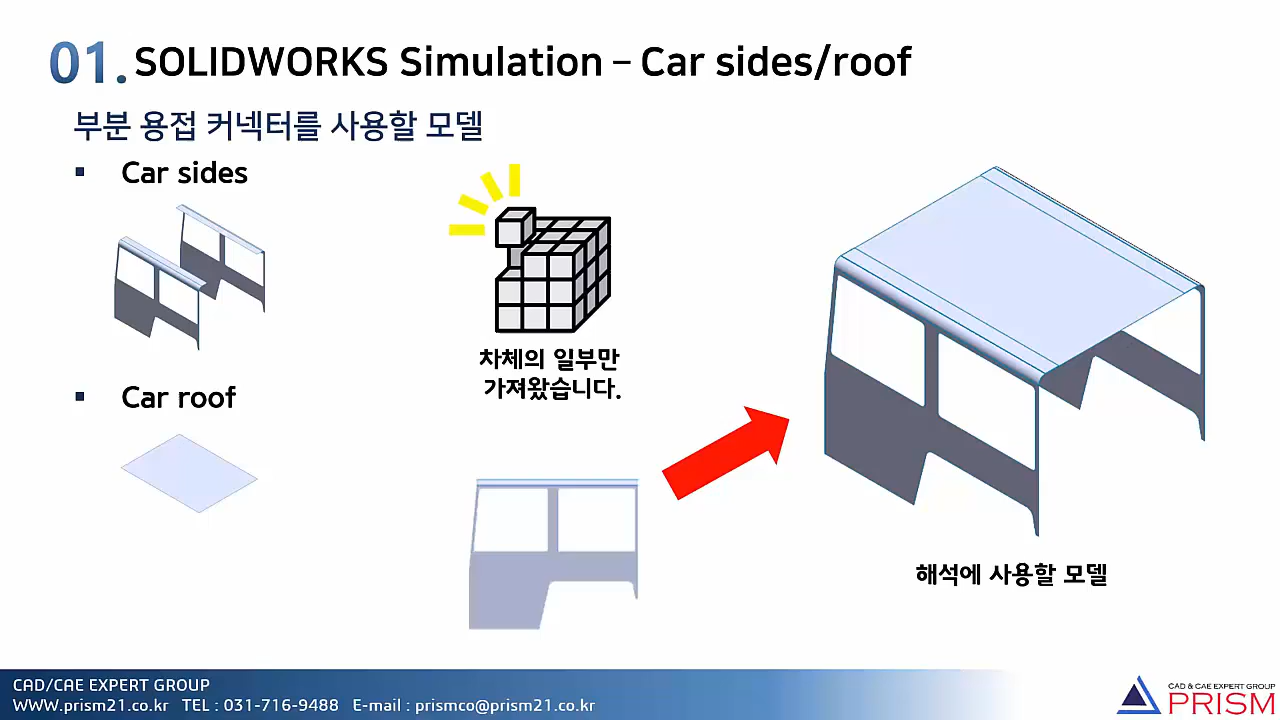 01. SOLIDWORKS Simulation – Car sides/roof
부분 용접 커넥터를 사용할 모델
▪ Car sides
차체의 일부만
가져왔습니다.
▪ Car roof
해석에 사용할 모델
CAD/CAE EXPERT GROUP
WWW.prism21.co.kr TEL : 031-716-9488 E-mail : prismco@prism21.co.kr
CAD & CAE EXPERT GROUP
PRISM